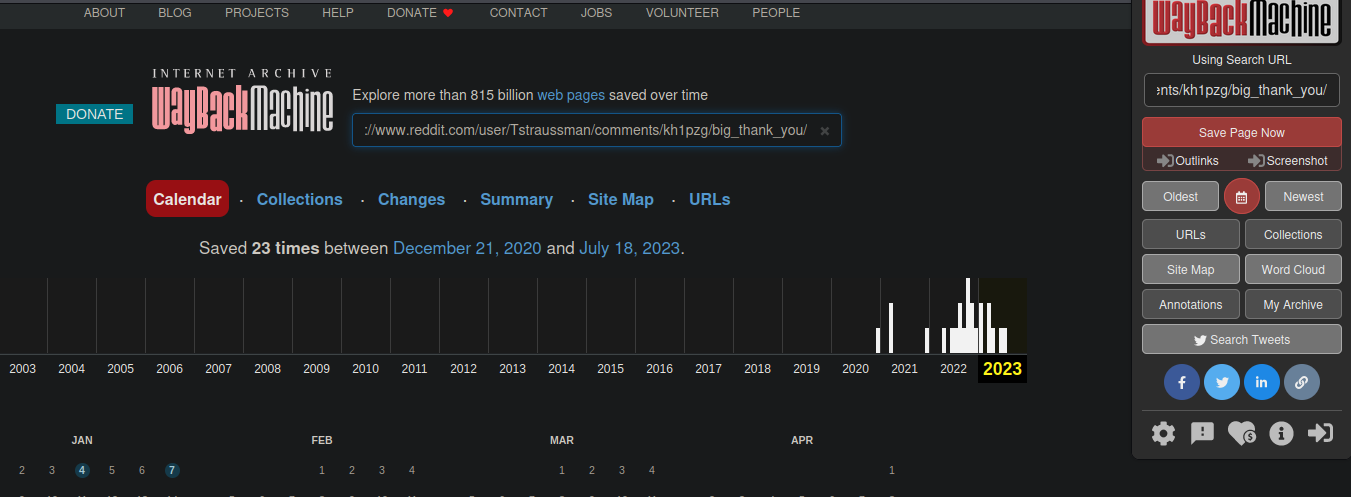 ABOUT BLOG PROJECTS HELP DONATE CONTACT JOBS VOLUNTEER PEOPLE
INTERNET ARCHIVE
WayBackMachine
DONATE
Explore more than 815 billion web pages saved over time
://www.reddit.com/user/Tstraussman/comments/kh1pzg/big_thank_you/ ×
Calendar · Collections · Changes · Summary · Site Map · URLs
Saved 23 times between December 21, 2020 and July 18, 2023.
2003 2004 2005 2006 2007 2008 2009 2010 2011 2012 2013 2014 2015 2016 2017 2018 2019 2020 2021 2022 2023
JAN FEB MAR APR
2 3 4 5 6 7 1 2 3 4 1 2 3 4 1
WayBackMachine
Using Search URL
nts/kh1pzg/big_thank_you/
Save Page Now
Outlinks Screenshot
Oldest Newest
URLs Collections
Site Map Word Cloud
Annotations My Archive
Search Tweets